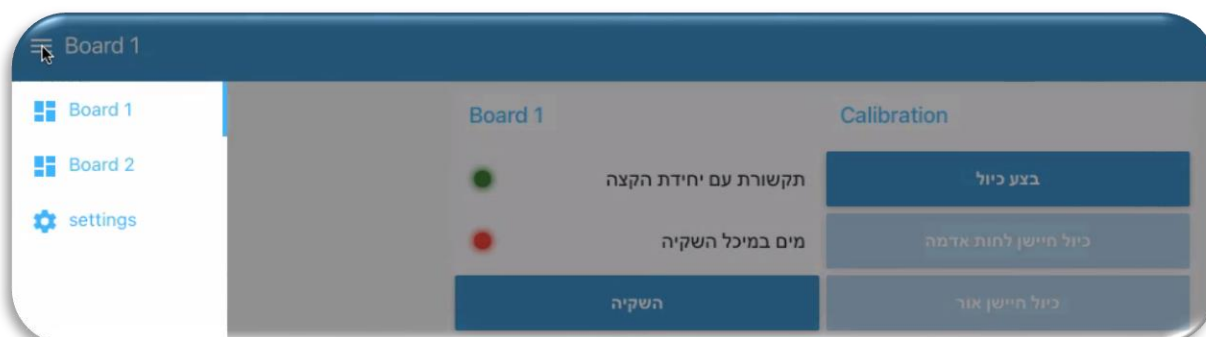 Board 1
Board 1
Board 2
settings
Board 1
תקשורת עם יחידת הקצה
מים במיכל השקיה
השקיה
Calibration
בצע כיול
כיול חיישן לחות אדמה
כיול חיישן אור